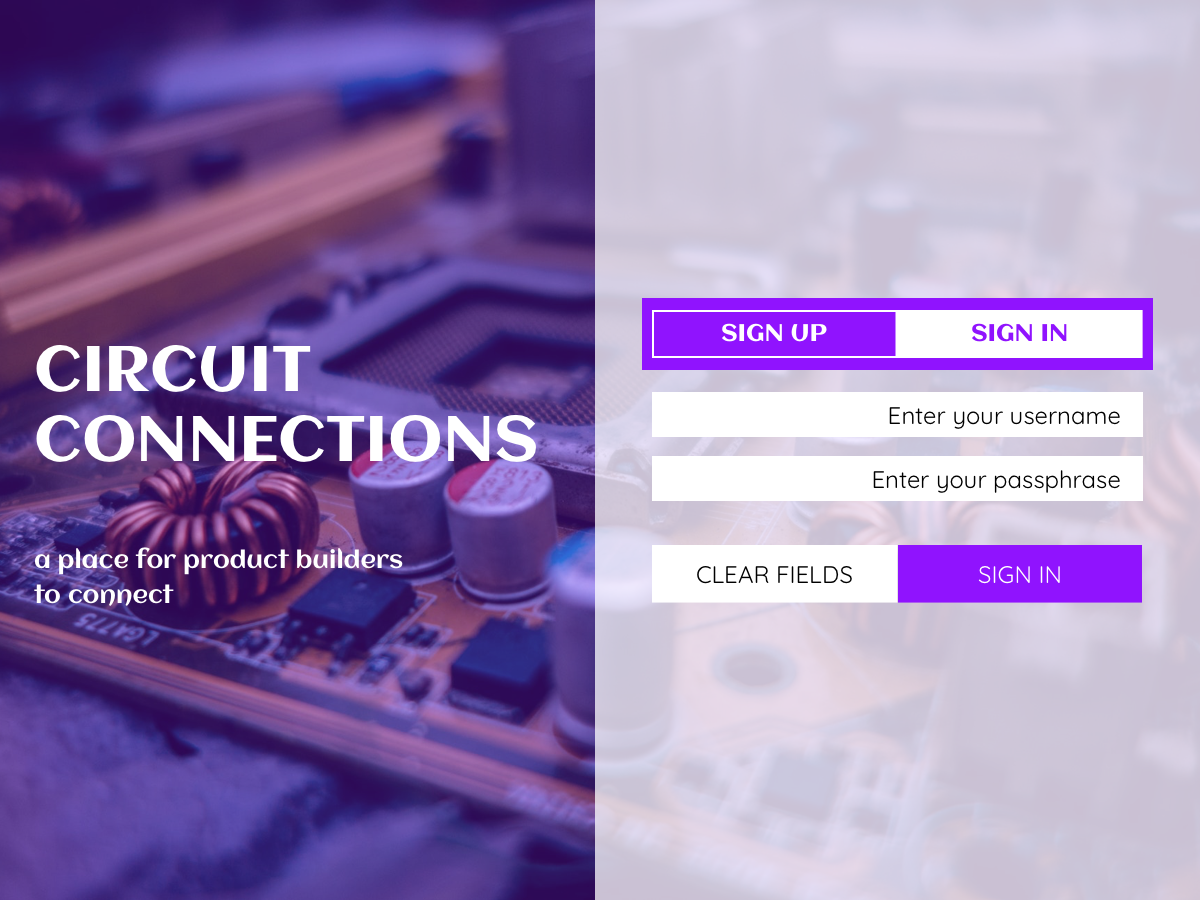 CIRCUIT
CONNECTIONS
a place for product builders
to connect
LGA775
SIGN UP
SIGN IN
Enter your username
Enter your passphrase
CLEAR FIELDS
SIGN IN